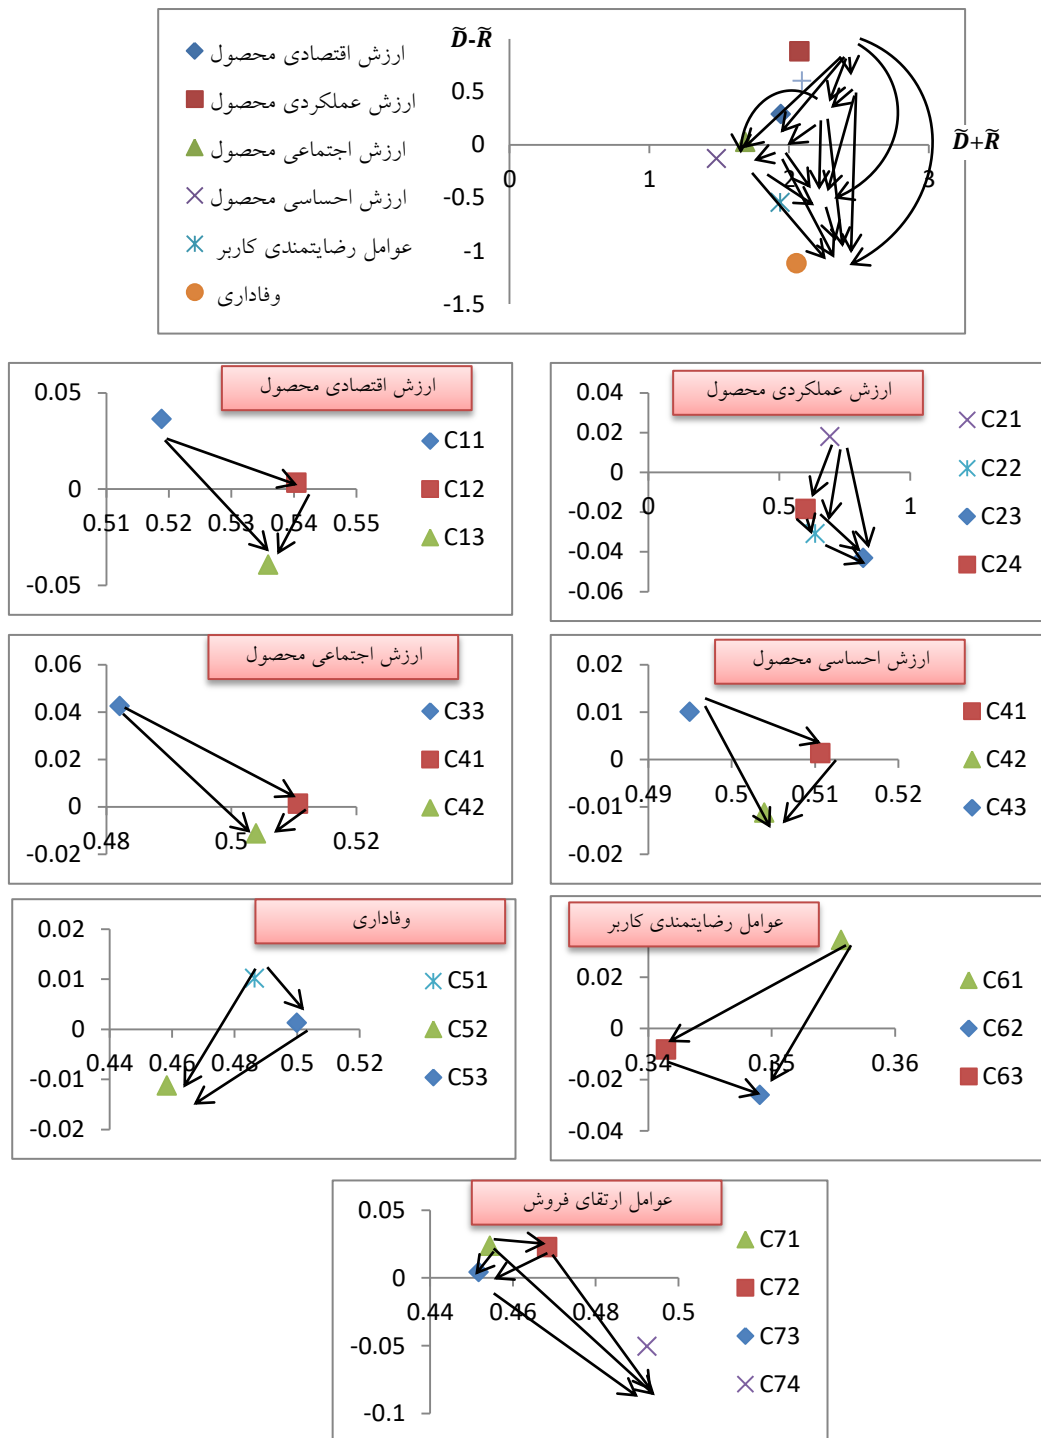 D̃-R̃
ارزش اقتصادی محصول
ارزش عملکردی محصول
ارزش اجتماعی محصول
ارزش احساسی محصول
عوامل رضایتمندی کاربر
وفاداری
0.5
0
-0.5
-1
-1.5
0 1 2 3
D̃+R̃
ارزش اقتصادی محصول
0.05
0
-0.05
0.51 0.52 0.53 0.54 0.55
C11
C12
C13
ارزش عملکردی محصول
0.04
0.02
0
-0.02
-0.04
-0.06
0 0.5 1
C21
C22
C23
C24
ارزش اجتماعی محصول
0.06
0.04
0.02
0
-0.02
0.48 0.5 0.52
C33
C41
C42
ارزش احساسی محصول
0.02
0.01
0
-0.01
-0.02
0.49 0.5 0.51 0.52
C41
C42
C43
وفاداری
0.02
0.01
0
-0.01
-0.02
0.44 0.46 0.48 0.5 0.52
C51
C52
C53
عوامل رضایتمندی کاربر
0.02
0
-0.02
-0.04
0.34 0.35 0.36
C61
C62
C63
عوامل ارتقای فروش
0.05
0
-0.05
-0.1
0.44 0.46 0.48 0.5
C71
C72
C73
C74